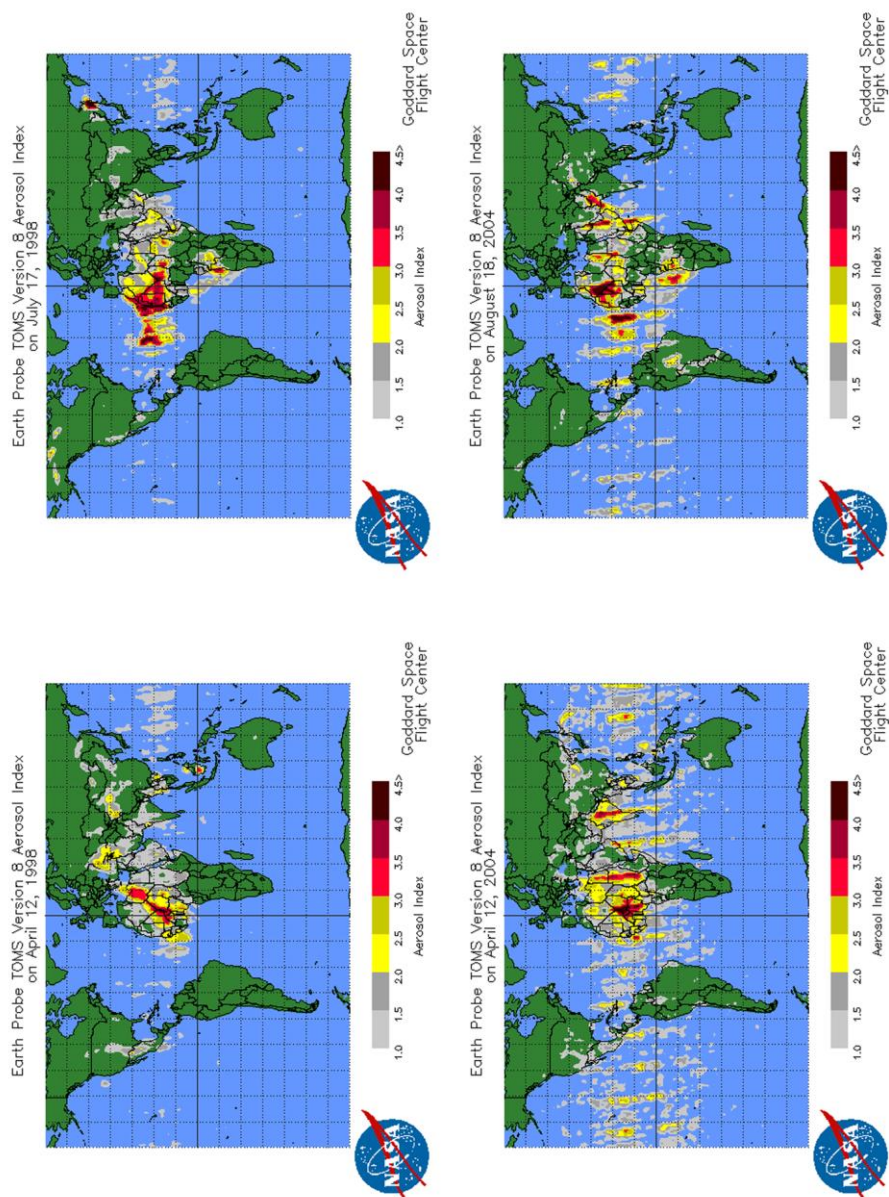 Earth Probe TOMS Version 8 Aerosol Index
on April 12, 1998
1.0 1.5 2.0 2.5 3.0 3.5 4.0 4.5>
Aerosol Index
Goddard Space
Flight Center
NASA
Earth Probe TOMS Version 8 Aerosol Index
on July 17, 1998
1.0 1.5 2.0 2.5 3.0 3.5 4.0 4.5>
Aerosol Index
Goddard Space
Flight Center
NASA
Earth Probe TOMS Version 8 Aerosol Index
on April 12, 2004
1.0 1.5 2.0 2.5 3.0 3.5 4.0 4.5>
Aerosol Index
Goddard Space
Flight Center
NASA
Earth Probe TOMS Version 8 Aerosol Index
on August 18, 2004
1.0 1.5 2.0 2.5 3.0 3.5 4.0 4.5>
Aerosol Index
Goddard Space
Flight Center
NASA